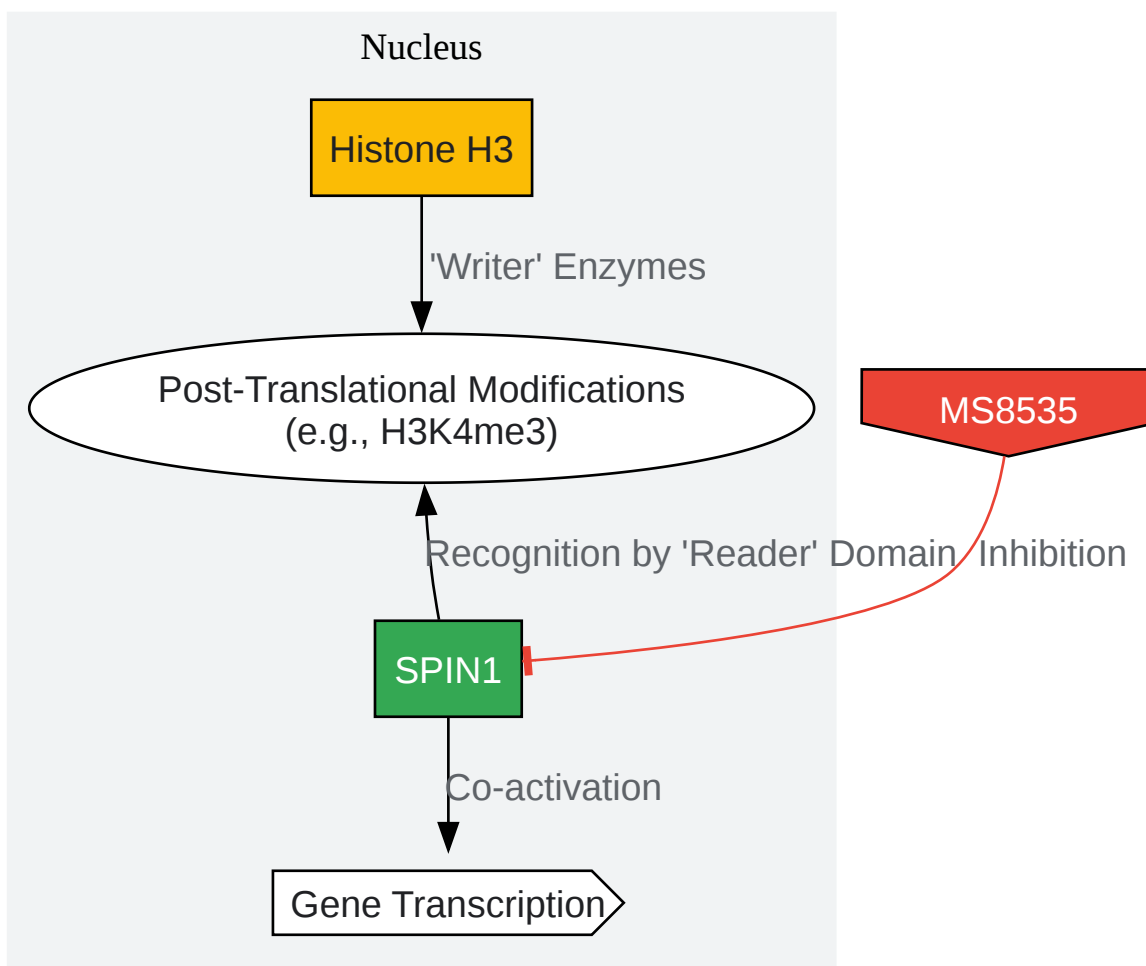 Nucleus
Histone H3
'Writer' Enzymes
Post-Translational Modifications
(e.g., H3K4me3)
MS8535
Recognition by 'Reader' Domain
Inhibition
SPIN1
Co-activation
Gene Transcription